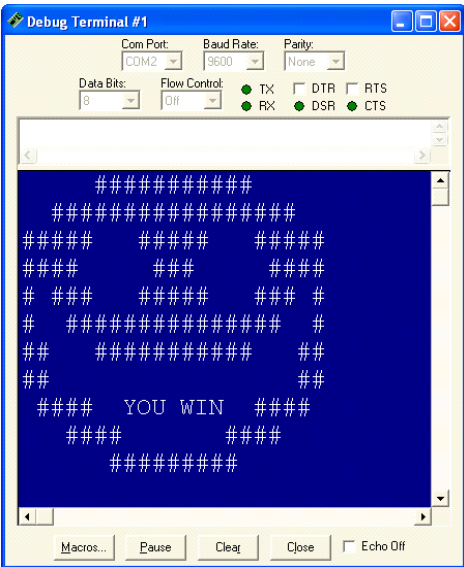 Debug Terminal #1
Com Port: Baud Rate: Parity:
COM2 9600 None
Data Bits: Flow Control: TX DTR RTS
8 Off RX DSR CTS
     ###########
  #################
#####   #####   #####
####     ###     ####
# ###   #####   ### #
#  ###############  #
##   ###########   ##
##                 ##
 ####  YOU WIN  ####
   ####       ####
      #########
Macros... Pause Clear Close Echo Off